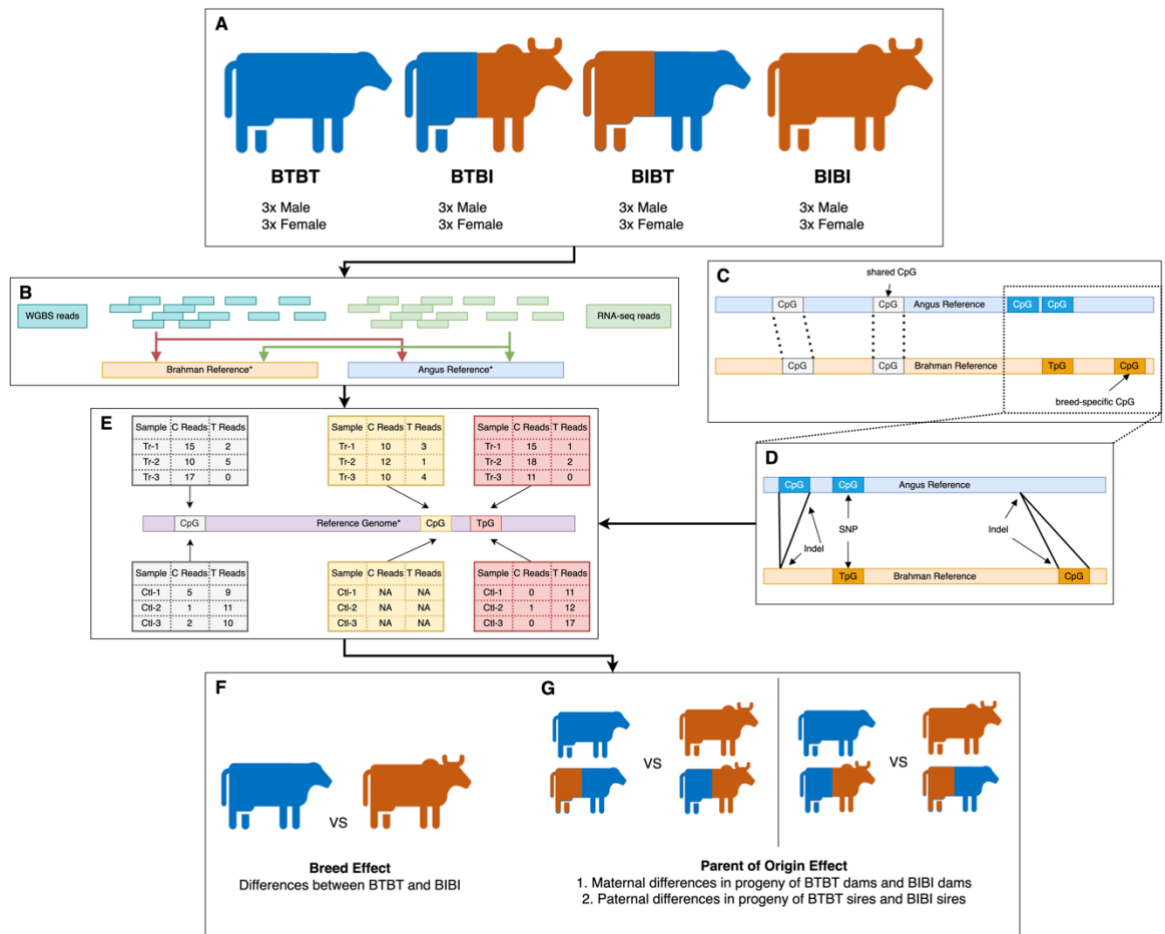 A
BTBT
3x Male
3x Female
BTBI
3x Male
3x Female
BIBT
3x Male
3x Female
BIBI
3x Male
3x Female
B
WGBS reads
RNA-seq reads
Brahman Reference*
Angus Reference*
C
shared CpG
CpG
CpG
Angus Reference
CpG
CpG
CpG
CpG
Brahman Reference
TpG
CpG
breed-specific CpG
D
CpG
CpG
Angus Reference
Indel
SNP
Indel
TpG
Brahman Reference
CpG
E
Sample C Reads T Reads
Tr-1 15 2
Tr-2 10 5
Tr-3 17 0
Sample C Reads T Reads
Tr-1 10 3
Tr-2 12 1
Tr-3 10 4
Sample C Reads T Reads
Tr-1 15 1
Tr-2 18 2
Tr-3 11 0
CpG
Reference Genome*
CpG
TpG
Sample C Reads T Reads
Ctl-1 5 9
Ctl-2 1 11
Ctl-3 2 10
Sample C Reads T Reads
Ctl-1 NA NA
Ctl-2 NA NA
Ctl-3 NA NA
Sample C Reads T Reads
Ctl-1 0 11
Ctl-2 1 12
Ctl-3 0 17
F
VS
Breed Effect
Differences between BTBT and BIBI
G
VS
VS
Parent of Origin Effect
1. Maternal differences in progeny of BTBT dams and BIBI dams
2. Paternal differences in progeny of BTBT sires and BIBI sires